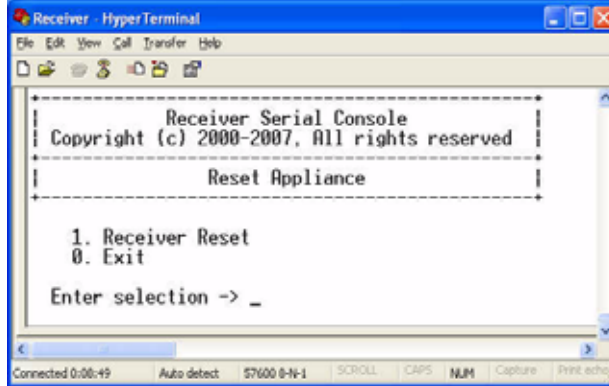 Receiver - HyperTerminal
File Edit View Call Transfer Help
Receiver Serial Console
Copyright (c) 2000-2007, All rights reserved
Reset Appliance
1. Receiver Reset
0. Exit
Enter selection -> _
Connected 0:00:49 Auto detect 57600 8-N-1 SCROLL CAPS NUM Capture Print echo